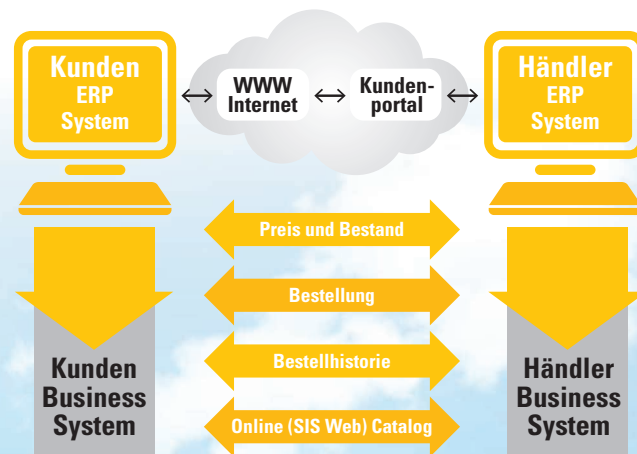 Kunden
ERP
System
WWW
Internet
Kunden-
portal
Händler
ERP
System
Preis und Bestand
Bestellung
Bestellhistorie
Online (SIS Web) Catalog
Kunden
Business
System
Händler
Business
System